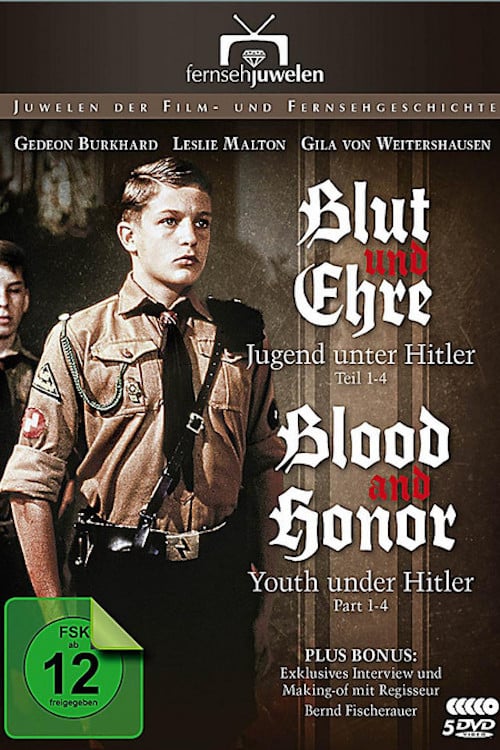 fernsehjuwelen
JUWELEN DER FILM- UND FERNSEHGESCHICHTE
GEDEON BURKHARD LESLIE MALTON GILA VON WEITERSHAUSEN
Blut
und
Ehre
Jugend unter Hitler
Teil 1-4
Blood
and
Honor
Youth under Hitler
Part 1-4
PLUS BONUS:
Exklusives Interview und
Making-of mit Regisseur
Bernd Fischerauer
FSK
ab
12
freigegeben
5 DVD
VIDEO